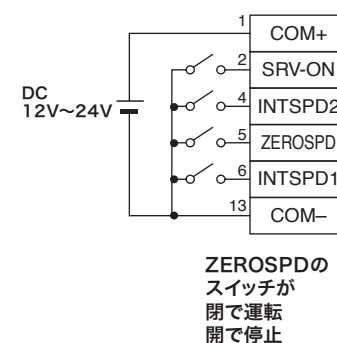 1
COM+
2
SRV-ON
DC
12V～24V
4
INTSPD2
5
ZEROSPD
6
INTSPD1
13
COM–
ZEROSPDの
スイッチが
閉で運転
開で停止